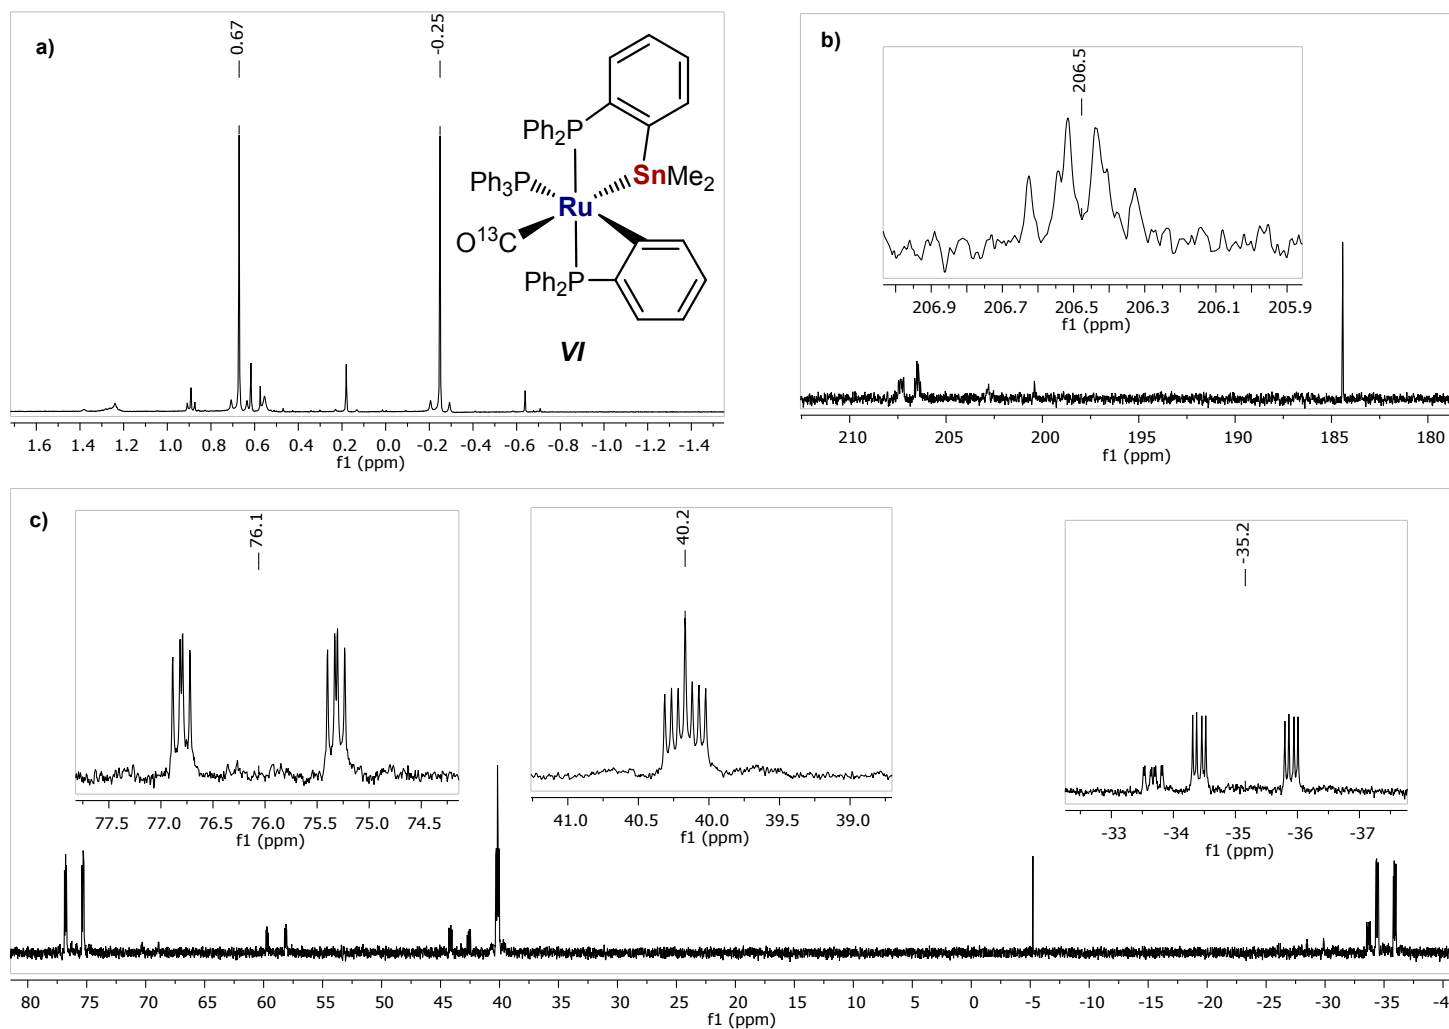 a)
0.67
-0.25
Ph2P
Ph3P
SnMe2
Ru
O13C
Ph2P
VI
1.6 1.4 1.2 1.0 0.8 0.6 0.4 0.2 0.0 -0.2 -0.4 -0.6 -0.8 -1.0 -1.2 -1.4
f1 (ppm)
b)
206.5
206.9 206.7 206.5 206.3 206.1 205.9
f1 (ppm)
210 205 200 195 190 185 180
f1 (ppm)
c)
76.1
77.5 77.0 76.5 76.0 75.5 75.0 74.5
f1 (ppm)
40.2
41.0 40.5 40.0 39.5 39.0
f1 (ppm)
-35.2
-33 -34 -35 -36 -37
f1 (ppm)
80 75 70 65 60 55 50 45 40 35 30 25 20 15 10 5 0 -5 -10 -15 -20 -25 -30 -35 -4
f1 (ppm)